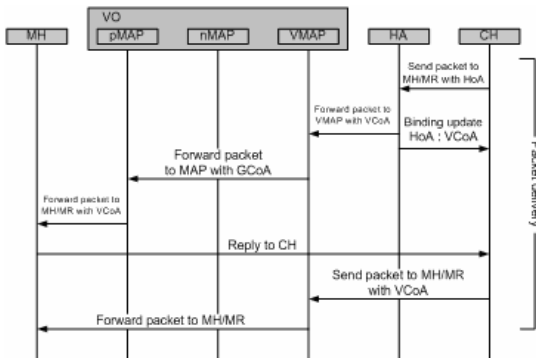 VO
MH
pMAP
nMAP
VMAP
HA
CH
Send packet to
MH/MR with HoA
Forward packet to
VMAP with VCoA
Binding update
HoA : VCoA
Forward packet
to MAP with GCoA
Forward packet to
MH/MR with VCoA
Reply to CH
Send packet to MH/MR
with VCoA
Forward packet to MH/MR
Packet delivery